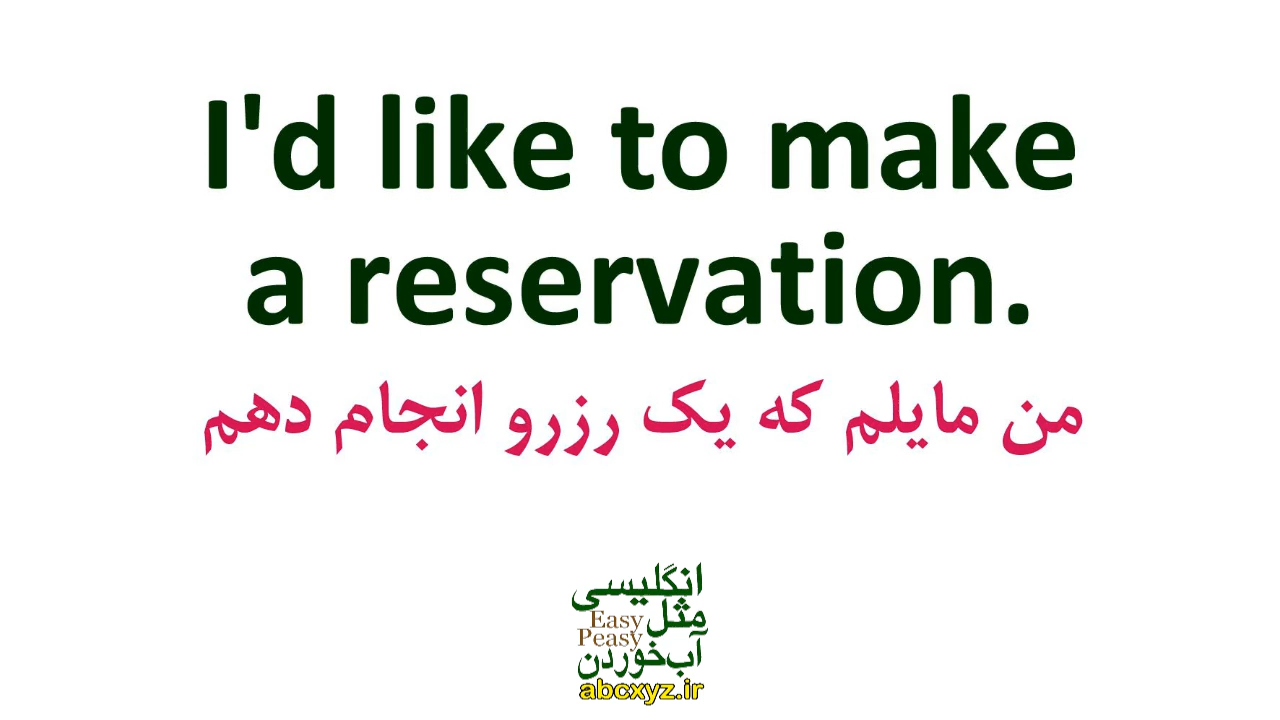 I'd like to make
a reservation.
من مایلم که یک رزرو انجام دهم
انگلیسی
مثل
Easy
Peasy
آب‌خوردن
abcxyz.ir